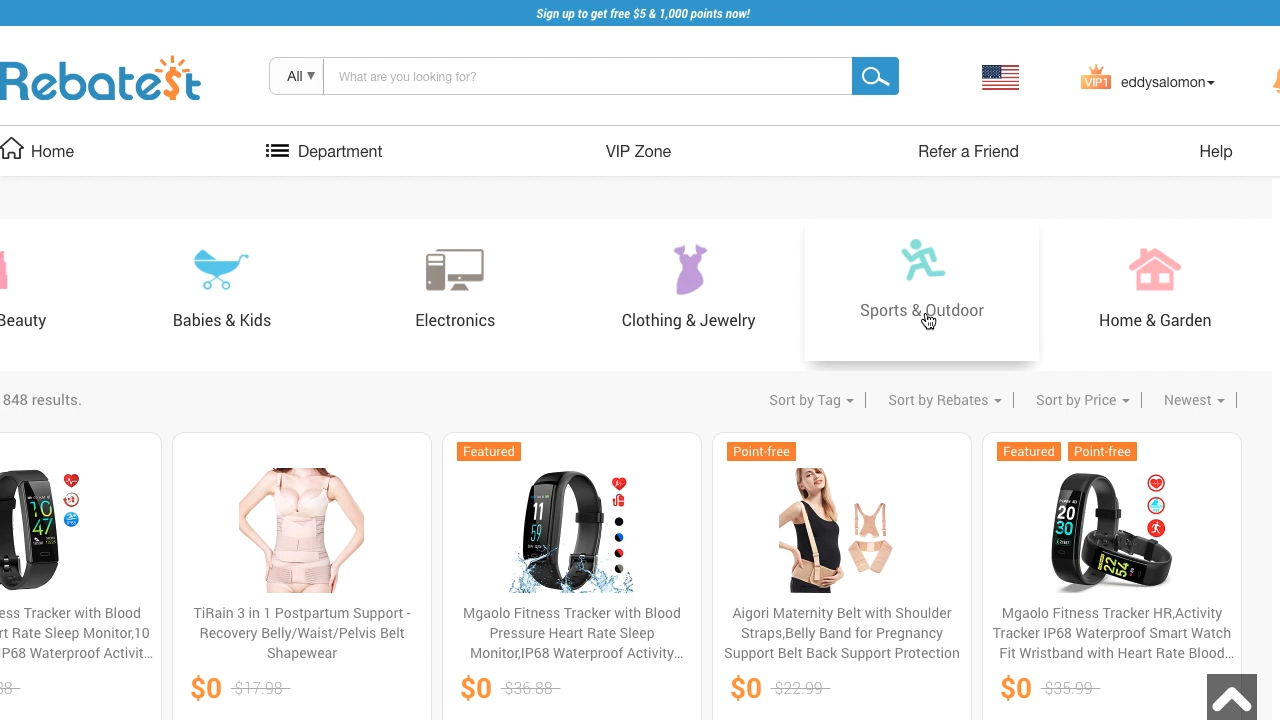 Sign up to get free $5 & 1,000 points now!
Rebatest
All ▼
What are you looking for?
VIP1
eddysalomon
Home
Department
VIP Zone
Refer a Friend
Help
Beauty
Babies & Kids
Electronics
Clothing & Jewelry
Sports & Outdoor
Home & Garden
848 results.
Sort by Tag
Sort by Rebates
Sort by Price
Newest
ess Tracker with Blood
rt Rate Sleep Monitor,10
P68 Waterproof Activit...
TiRain 3 in 1 Postpartum Support -
Recovery Belly/Waist/Pelvis Belt
Shapewear
$0 $17.98
Featured
11
59
Mgaolo Fitness Tracker with Blood
Pressure Heart Rate Sleep
Monitor,IP68 Waterproof Activity...
$0 $36.88
Point-free
Aigori Maternity Belt with Shoulder
Straps,Belly Band for Pregnancy
Support Belt Back Support Protection
$0 $22.99
Featured
Point-free
20
30
Mgaolo Fitness Tracker HR,Activity
Tracker IP68 Waterproof Smart Watch
Fit Wristband with Heart Rate Blood...
$0 $35.99